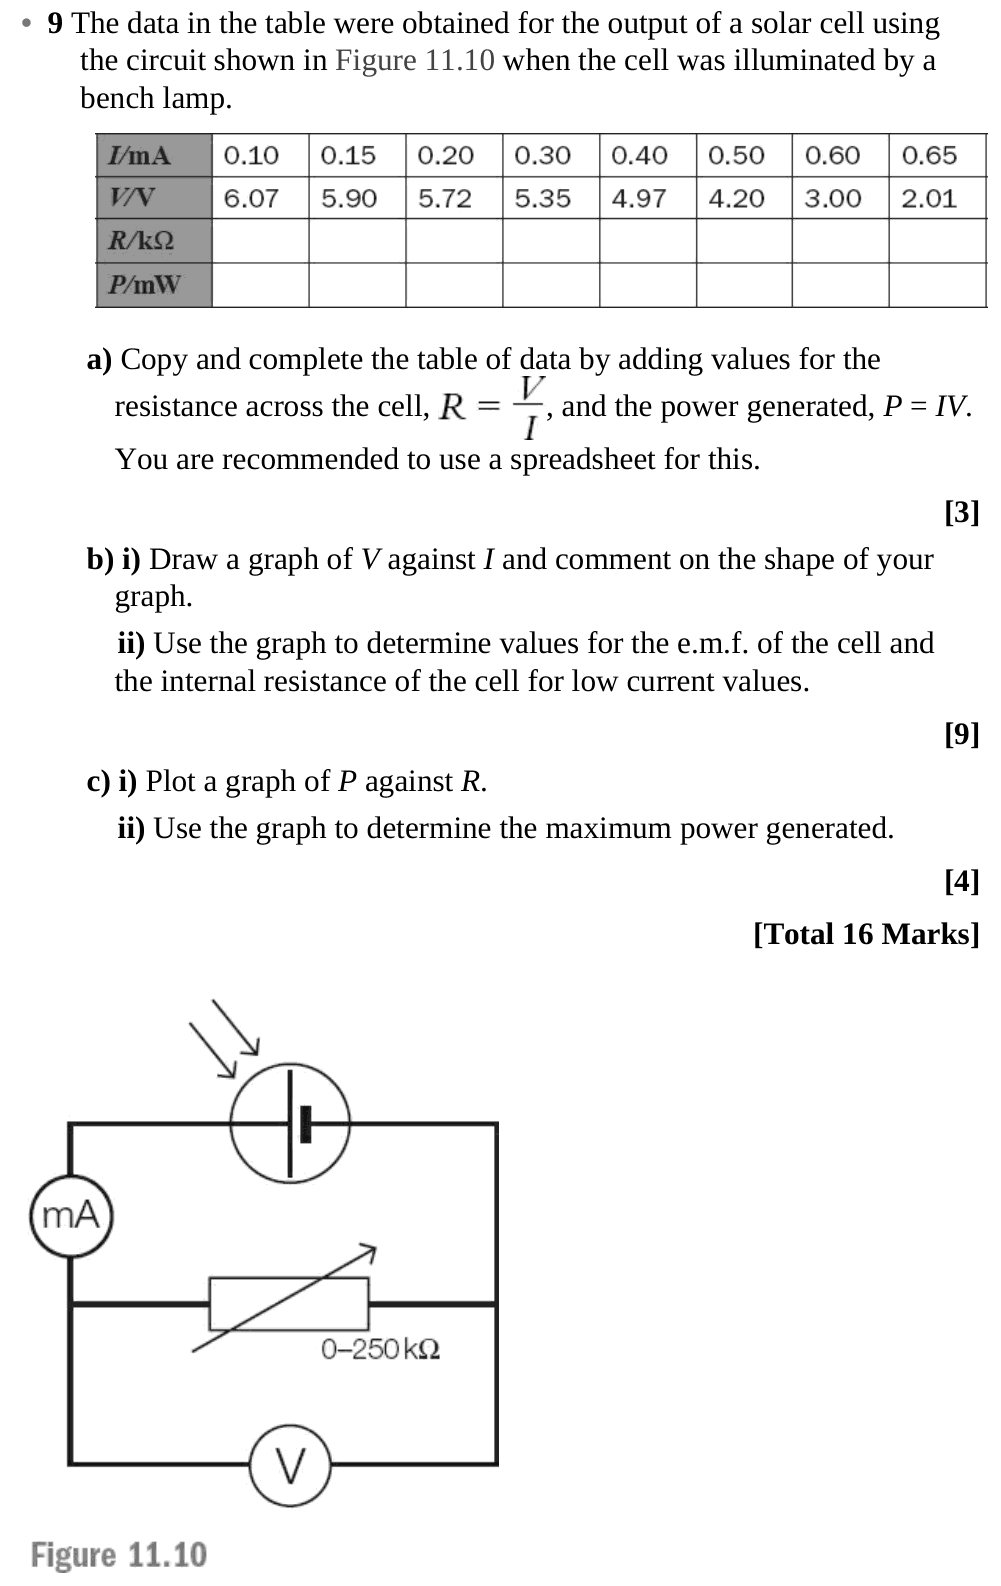 • 9 The data in the table were obtained for the output of a solar cell using
the circuit shown in Figure 11.10 when the cell was illuminated by a
bench lamp.
I/mA 0.10 0.15 0.20 0.30 0.40 0.50 0.60 0.65
V/V 6.07 5.90 5.72 5.35 4.97 4.20 3.00 2.01
R/kΩ
P/mW
a) Copy and complete the table of data by adding values for the
resistance across the cell, R = V/I, and the power generated, P = IV.
You are recommended to use a spreadsheet for this.
[3]
b) i) Draw a graph of V against I and comment on the shape of your
graph.
ii) Use the graph to determine values for the e.m.f. of the cell and
the internal resistance of the cell for low current values.
[9]
c) i) Plot a graph of P against R.
ii) Use the graph to determine the maximum power generated.
[4]
[Total 16 Marks]
mA
0–250 kΩ
V
Figure 11.10